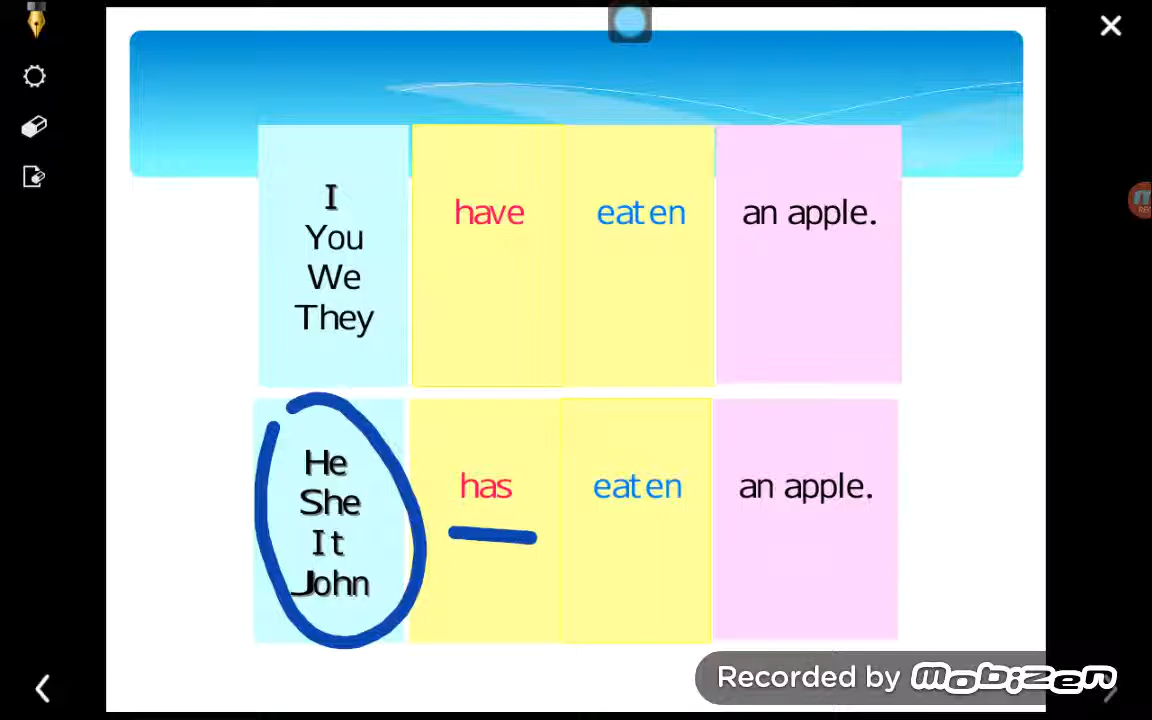 I have eaten an apple.
You
We
They
He
She has eaten an apple.
It
John
Recorded by mobizen